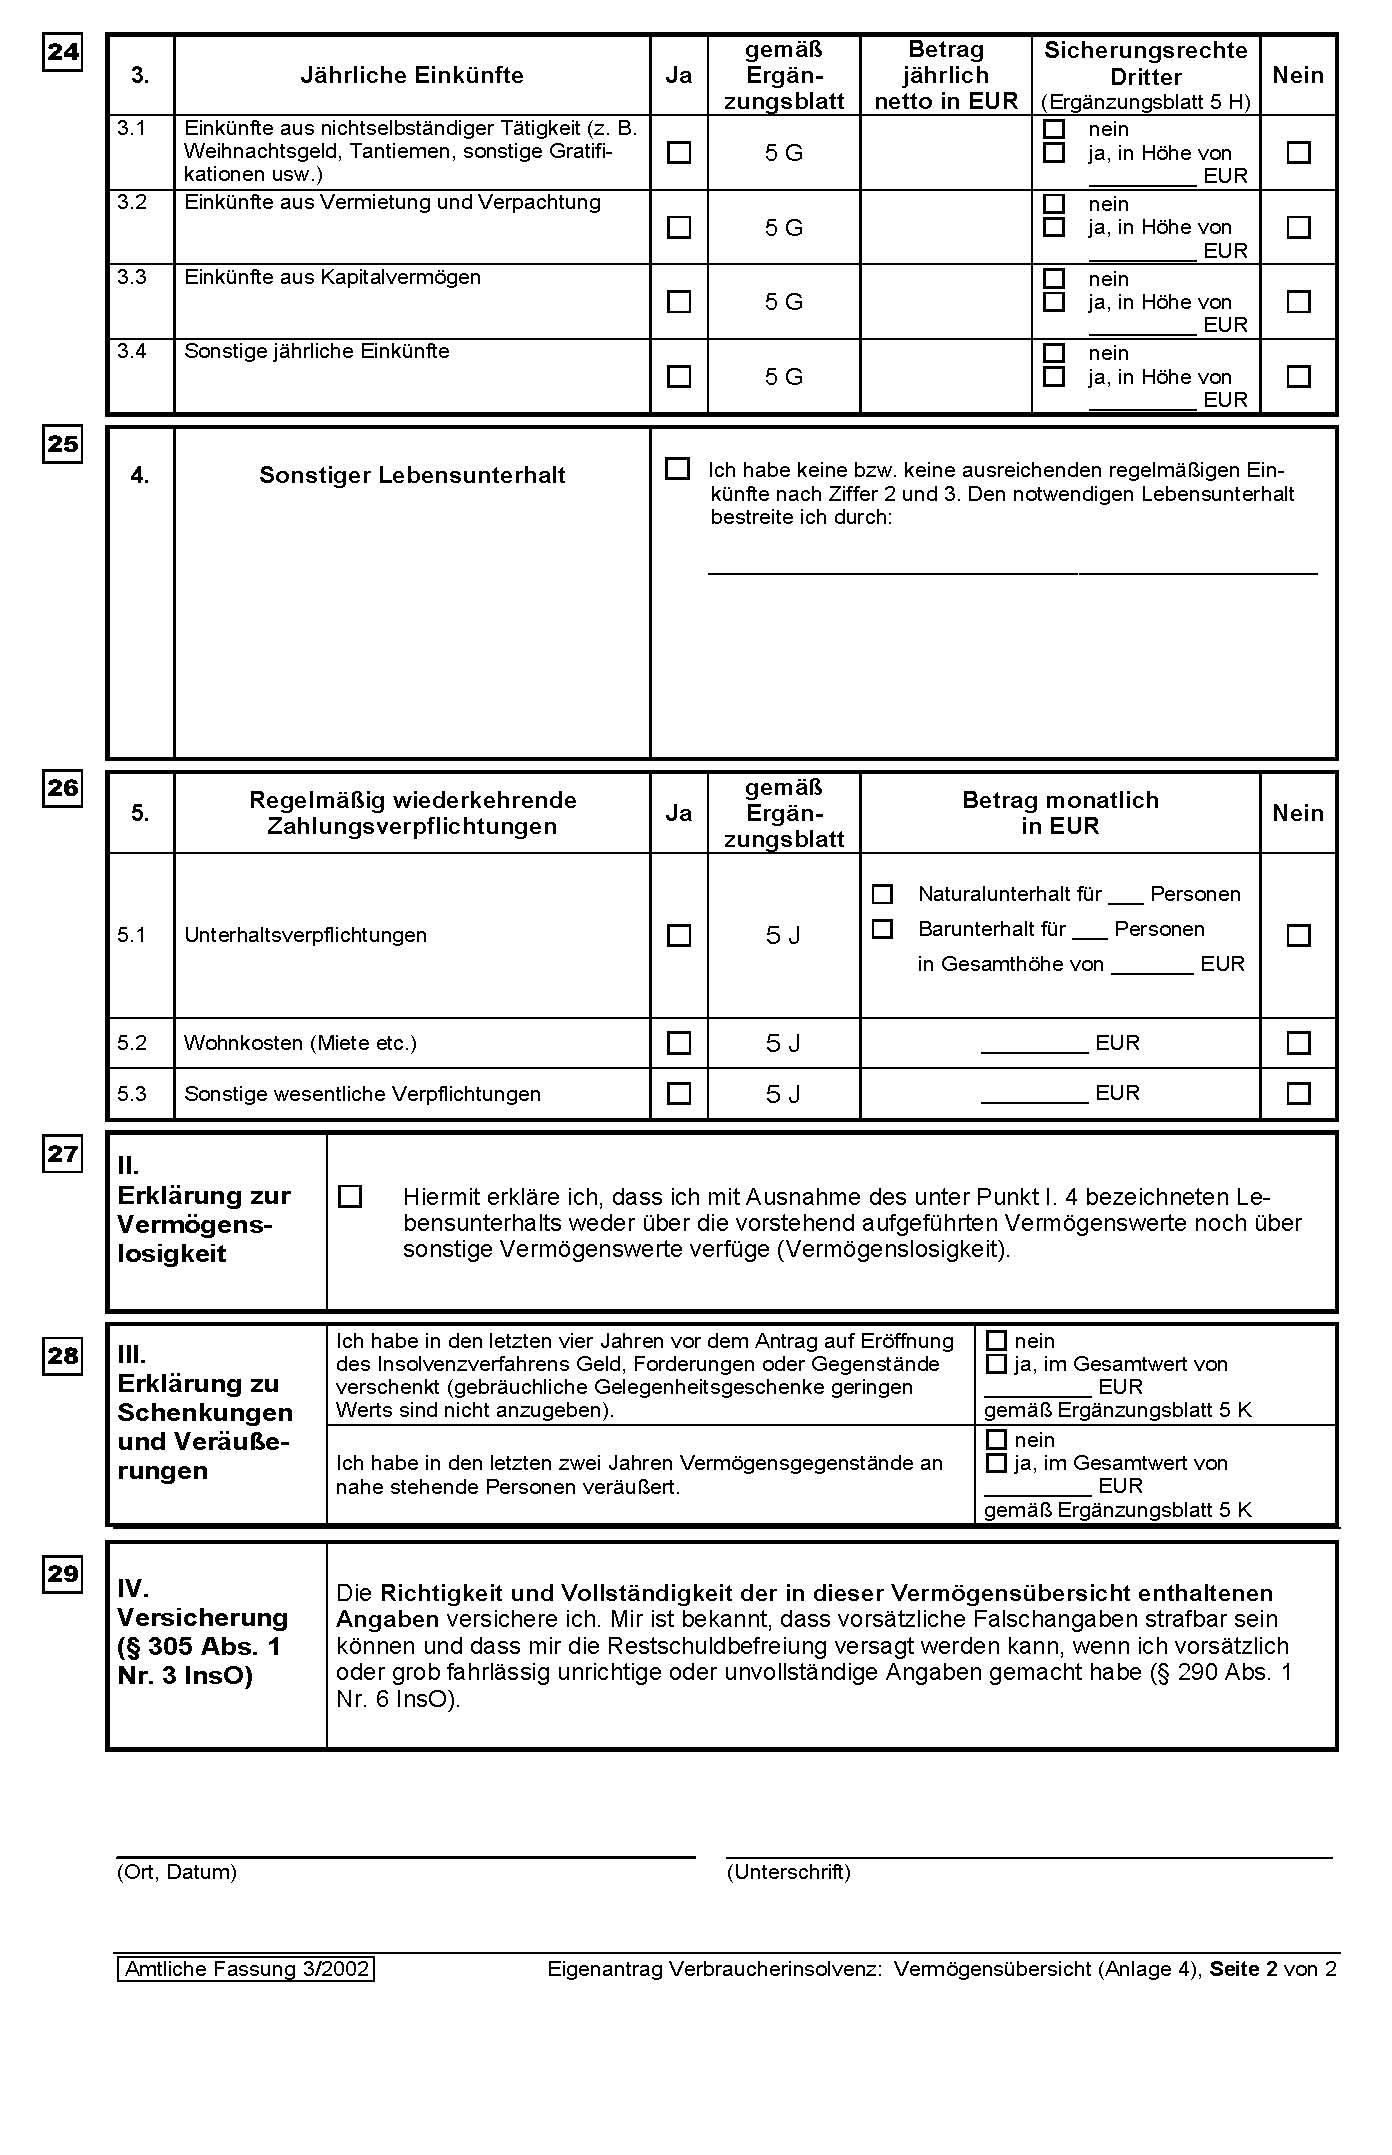 24
3.
Jährliche Einkünfte
Ja
gemäß
Ergän-
zungsblatt
Betrag
jährlich
netto in EUR
Sicherungsrechte
Dritter
(Ergänzungsblatt 5 H)
Nein
3.1
Einkünfte aus nichtselbständiger Tätigkeit (z. B.
Weihnachtsgeld, Tantiemen, sonstige Gratifi-
kationen usw.)
5 G
nein
ja, in Höhe von
_________ EUR
3.2
Einkünfte aus Vermietung und Verpachtung
5 G
nein
ja, in Höhe von
_________ EUR
3.3
Einkünfte aus Kapitalvermögen
5 G
nein
ja, in Höhe von
_________ EUR
3.4
Sonstige jährliche Einkünfte
5 G
nein
ja, in Höhe von
_________ EUR
25
4.
Sonstiger Lebensunterhalt
Ich habe keine bzw. keine ausreichenden regelmäßigen Ein-
künfte nach Ziffer 2 und 3. Den notwendigen Lebensunterhalt
bestreite ich durch:
26
5.
Regelmäßig wiederkehrende
Zahlungsverpflichtungen
Ja
gemäß
Ergän-
zungsblatt
Betrag monatlich
in EUR
Nein
5.1
Unterhaltsverpflichtungen
5 J
Naturalunterhalt für ___ Personen
Barunterhalt für ___ Personen
in Gesamthöhe von _______ EUR
5.2
Wohnkosten (Miete etc.)
5 J
_________ EUR
5.3
Sonstige wesentliche Verpflichtungen
5 J
_________ EUR
27
II.
Erklärung zur
Vermögens-
losigkeit
Hiermit erkläre ich, dass ich mit Ausnahme des unter Punkt I. 4 bezeichneten Le-
bensunterhalts weder über die vorstehend aufgeführten Vermögenswerte noch über
sonstige Vermögenswerte verfüge (Vermögenslosigkeit).
28
III.
Erklärung zu
Schenkungen
und Veräuße-
rungen
Ich habe in den letzten vier Jahren vor dem Antrag auf Eröffnung
des Insolvenzverfahrens Geld, Forderungen oder Gegenstände
verschenkt (gebräuchliche Gelegenheitsgeschenke geringen
Werts sind nicht anzugeben).
nein
ja, im Gesamtwert von
_________ EUR
gemäß Ergänzungsblatt 5 K
Ich habe in den letzten zwei Jahren Vermögensgegenstände an
nahe stehende Personen veräußert.
nein
ja, im Gesamtwert von
_________ EUR
gemäß Ergänzungsblatt 5 K
29
IV.
Versicherung
(§ 305 Abs. 1
Nr. 3 InsO)
Die Richtigkeit und Vollständigkeit der in dieser Vermögensübersicht enthaltenen
Angaben versichere ich. Mir ist bekannt, dass vorsätzliche Falschangaben strafbar sein
können und dass mir die Restschuldbefreiung versagt werden kann, wenn ich vorsätzlich
oder grob fahrlässig unrichtige oder unvollständige Angaben gemacht habe (§ 290 Abs. 1
Nr. 6 InsO).
(Ort, Datum)
(Unterschrift)
Amtliche Fassung 3/2002
Eigenantrag Verbraucherinsolvenz: Vermögensübersicht (Anlage 4), Seite 2 von 2